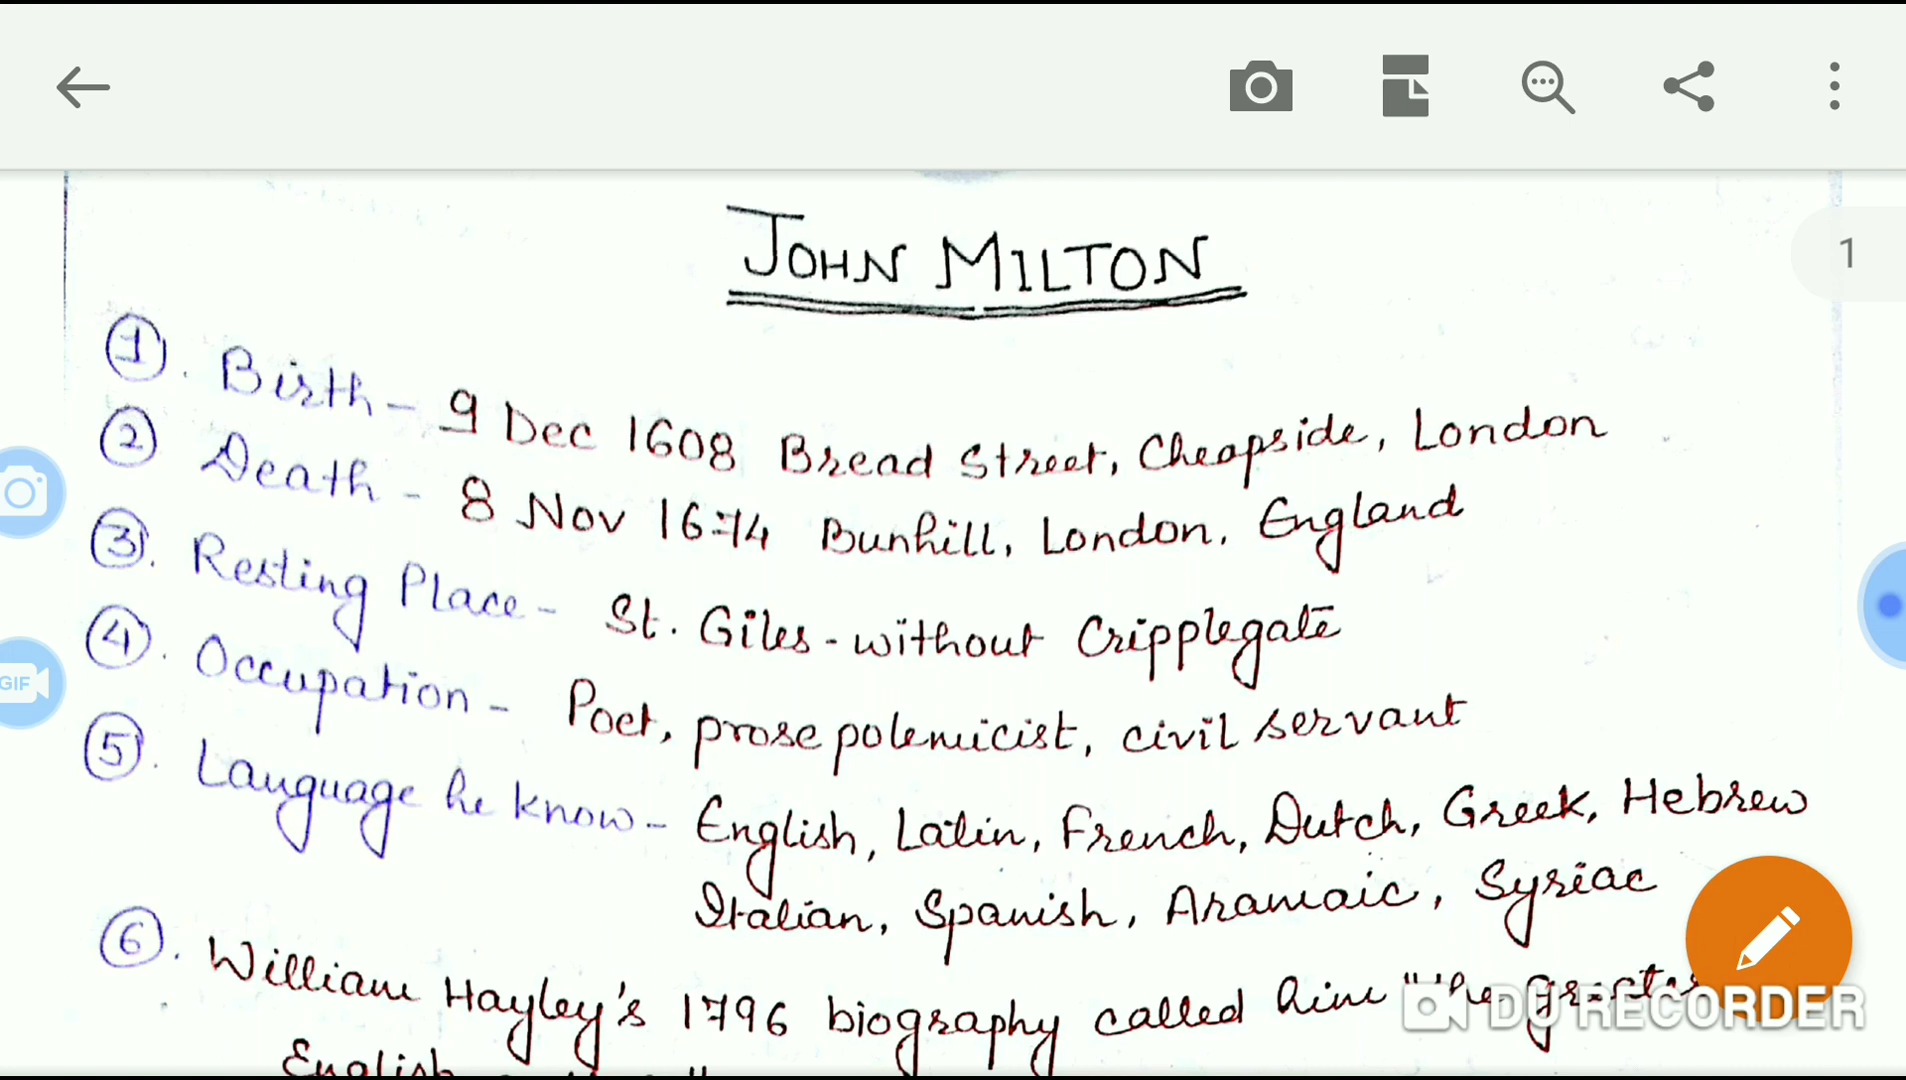 1
JOHN MILTON
1. Birth - 9 Dec 1608 Bread Street, Cheapside, London
2 Death - 8 Nov 1674 Bunhill, London, England
3. Resting Place - St. Giles-without Cripplegate
4. Occupation - Poet, prose polemicist, civil servant
5. Language he know - English, Latin, French, Dutch, Greek, Hebrew
Italian, Spanish, Aramaic, Syriac
6. William Hayley's 1796 biography called him "
English
GIF
DU RECORDER